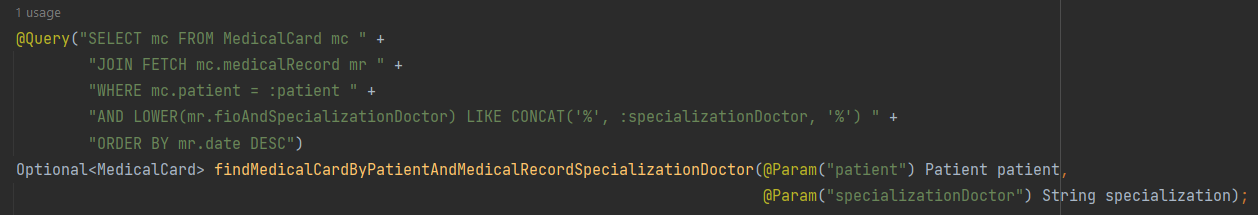 1 usage
@Query("SELECT mc FROM MedicalCard mc " +
"JOIN FETCH mc.medicalRecord mr " +
"WHERE mc.patient = :patient " +
"AND LOWER(mr.fioAndSpecializationDoctor) LIKE CONCAT('%', :specializationDoctor, '%') " +
"ORDER BY mr.date DESC")
Optional<MedicalCard> findMedicalCardByPatientAndMedicalRecordSpecializationDoctor(@Param("patient") Patient patient,
@Param("specializationDoctor") String specialization);